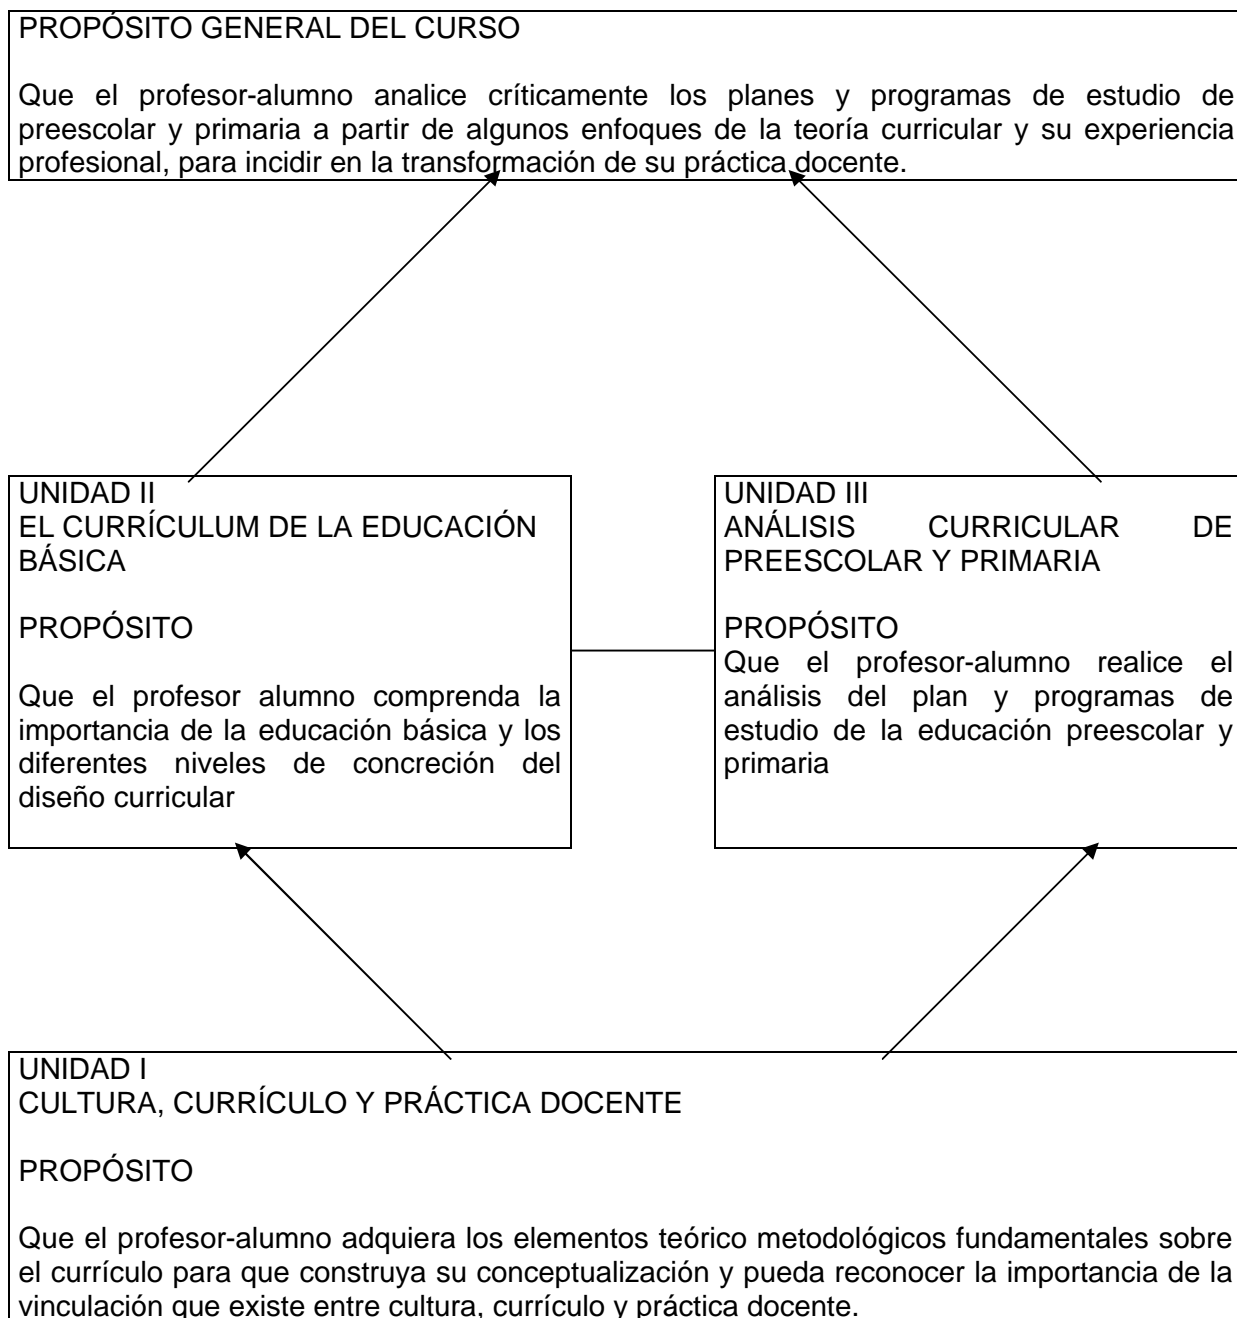 PROPÓSITO GENERAL DEL CURSO
Que el profesor-alumno analice críticamente los planes y programas de estudio de
preescolar y primaria a partir de algunos enfoques de la teoría curricular y su experiencia
profesional, para incidir en la transformación de su práctica docente.
UNIDAD II
EL CURRÍCULUM DE LA EDUCACIÓN
BÁSICA
PROPÓSITO
Que el profesor alumno comprenda la
importancia de la educación básica y los
diferentes niveles de concreción del
diseño curricular
UNIDAD III
ANÁLISIS CURRICULAR DE
PREESCOLAR Y PRIMARIA
PROPÓSITO
Que el profesor-alumno realice el
análisis del plan y programas de
estudio de la educación preescolar y
primaria
UNIDAD I
CULTURA, CURRÍCULO Y PRÁCTICA DOCENTE
PROPÓSITO
Que el profesor-alumno adquiera los elementos teórico metodológicos fundamentales sobre
el currículo para que construya su conceptualización y pueda reconocer la importancia de la
vinculación que existe entre cultura, currículo y práctica docente.